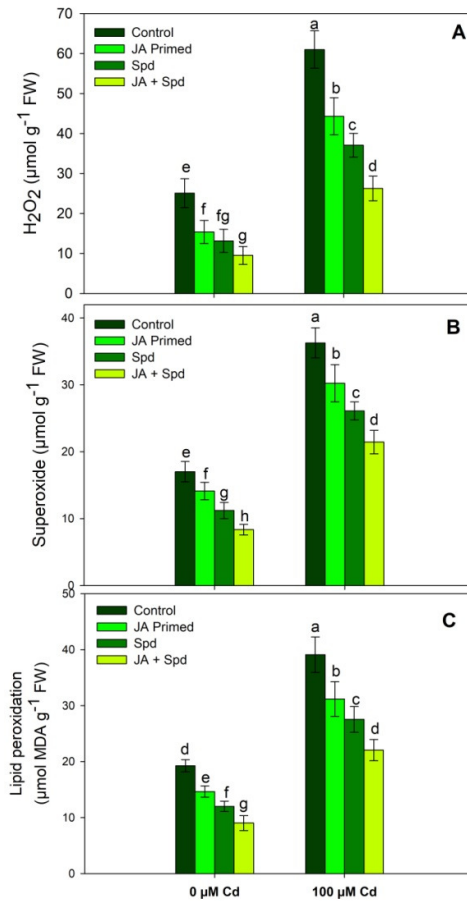 A
Control
JA Primed
Spd
JA + Spd
70
60
50
40
30
20
10
0
H₂O₂ (µmol g⁻¹ FW)
e
f
fg
g
a
b
c
d
B
Control
JA Primed
Spd
JA + Spd
40
30
20
10
0
Superoxide (µmol g⁻¹ FW)
e
f
g
h
a
b
c
d
C
Control
JA Primed
Spd
JA + Spd
50
40
30
20
10
0
Lipid peroxidation
(µmol MDA g⁻¹ FW)
d
e
f
g
a
b
c
d
0 µM Cd
100 µM Cd